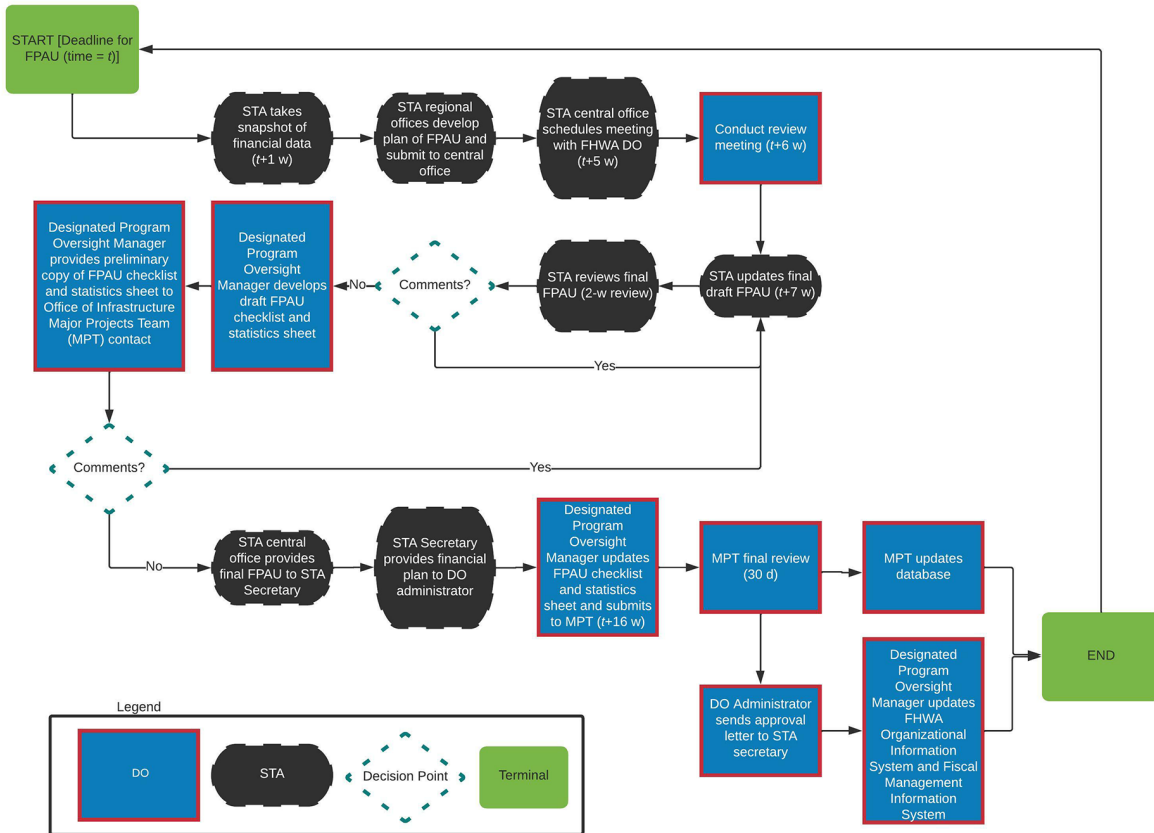 START [Deadline for
FPAU (time = t)]
STA takes
snapshot of
financial data
(t+1 w)
STA regional
offices develop
plan of FPAU and
submit to central
office
STA central office
schedules meeting
with FHWA DO
(t+5 w)
Conduct review
meeting (t+6 w)
Designated Program
Oversight Manager
provides preliminary
copy of FPAU checklist
and statistics sheet to
Office of Infrastructure
Major Projects Team
(MPT) contact
Designated
Program
Oversight
Manager develops
draft FPAU
checklist and
statistics sheet
No
Comments?
STA reviews final
FPAU (2-w review)
STA updates final
draft FPAU (t+7 w)
Yes
Comments?
Yes
No
STA central
office provides
final FPAU to STA
Secretary
STA Secretary
provides financial
plan to DO
administrator
Designated
Program
Oversight
Manager updates
FPAU checklist
and statistics
sheet and submits
to MPT (t+16 w)
MPT final review
(30 d)
MPT updates
database
DO Administrator
sends approval
letter to STA
secretary
Designated
Program
Oversight
Manager updates
FHWA
Organizational
Information
System and Fiscal
Management
Information
System
END
Legend
DO
STA
Decision Point
Terminal